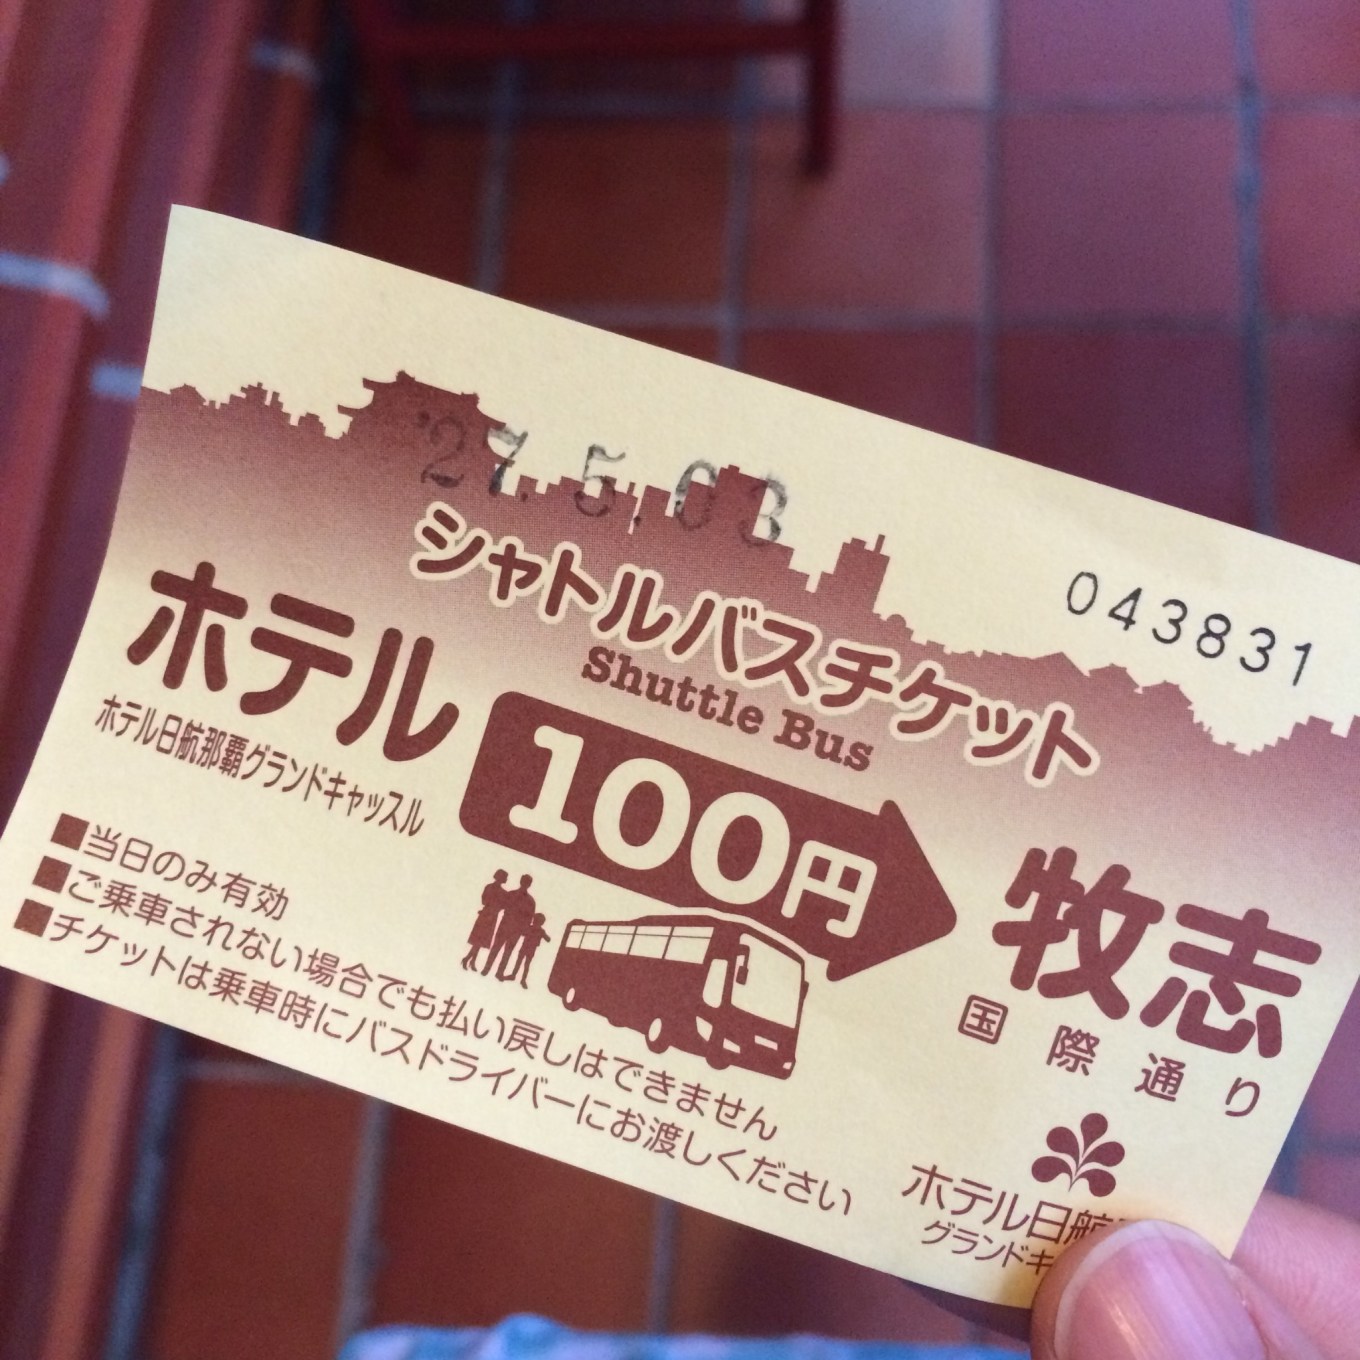 '27.5.03
043831
シャトルバスチケット
Shuttle Bus
ホテル
ホテル日航那覇グランドキャッスル
100円
牧志
国際通り
■当日のみ有効
■ご乗車されない場合でも払い戻しはできません
■チケットは乗車時にバスドライバーにお渡しください
ホテル日航
グランドキ